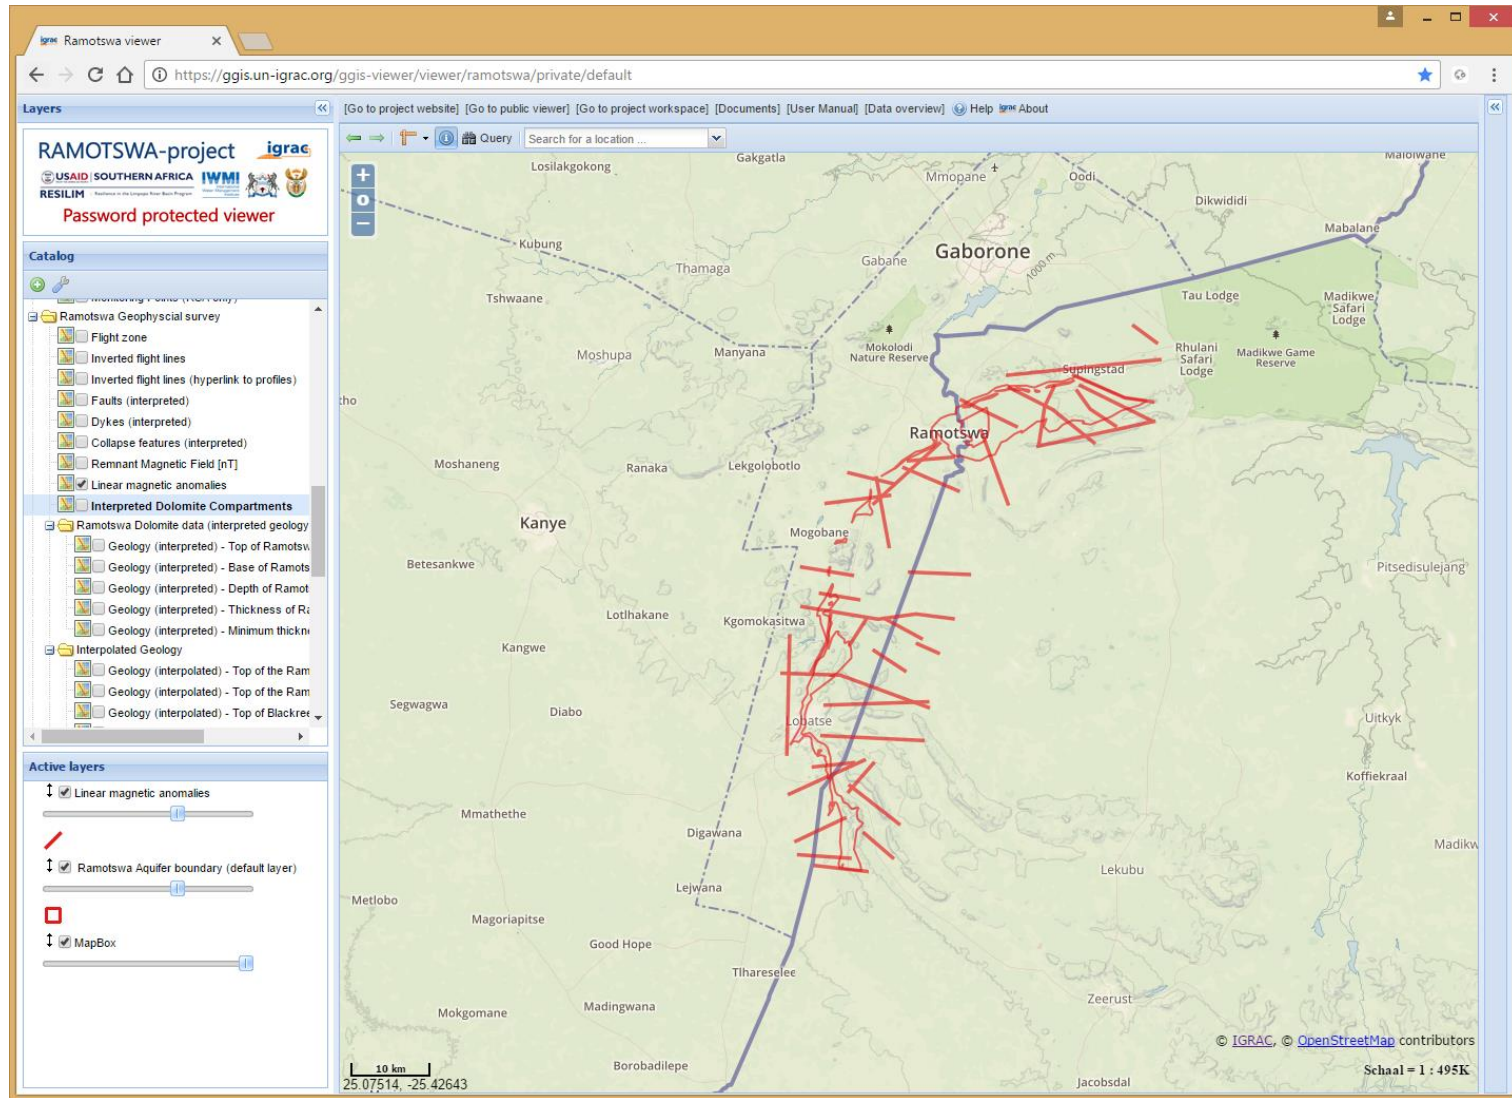 igrac Ramotswa viewer
https://ggis.un-igrac.org/ggis-viewer/viewer/ramotswa/private/default
Layers
[Go to project website] [Go to public viewer] [Go to project workspace] [Documents] [User Manual] [Data overview] Help igrac About
Query
Search for a location ...
RAMOTSWA-project igrac
USAID SOUTHERN AFRICA IWMI
RESILIM
Password protected viewer
Catalog
Ramotswa Geophyscial survey
Flight zone
Inverted flight lines
Inverted flight lines (hyperlink to profiles)
Faults (interpreted)
Dykes (interpreted)
Collapse features (interpreted)
Remnant Magnetic Field [nT]
Linear magnetic anomalies
Interpreted Dolomite Compartments
Ramotswa Dolomite data (interpreted geology
Geology (interpreted) - Top of Ramotsw
Geology (interpreted) - Base of Ramots
Geology (interpreted) - Depth of Ramot
Geology (interpreted) - Thickness of Ra
Geology (interpreted) - Minimum thickne
Interpolated Geology
Geology (interpolated) - Top of the Ram
Geology (interpolated) - Top of the Ram
Geology (interpolated) - Top of Blackree
Active layers
Linear magnetic anomalies
Ramotswa Aquifer boundary (default layer)
MapBox
Losilakgokong
Gakgatla
Mmopane
Oodi
Malolwane
Dikwididi
Mabalane
Kubung
Gaborone
Thamaga
Gabane
1000 m
Tshwaane
Tau Lodge
Madikwe
Safari
Lodge
Moshupa
Manyana
Mokolodi
Nature Reserve
Rhulani
Safari
Lodge
Madikwe Game
Reserve
Supingstad
tho
Ramotswa
Moshaneng
Ranaka
Lekgolobotlo
Kanye
Mogobane
Betesankwe
Pitsedisulejang
Lotlhakane
Kgomokasitwa
Kangwe
Segwagwa
Diabo
Lobatse
Uitkyk
Koffiekraal
Mmathethe
Digawana
Madikw
Lekubu
Lejwana
Metlobo
Magoriapitse
Good Hope
Tlhareselee
Zeerust
Madingwana
Mokgomane
© IGRAC, © OpenStreetMap contributors
Borobadilepe
Jacobsdal
10 km
25.07514, -25.42643
Schaal = 1 : 495K